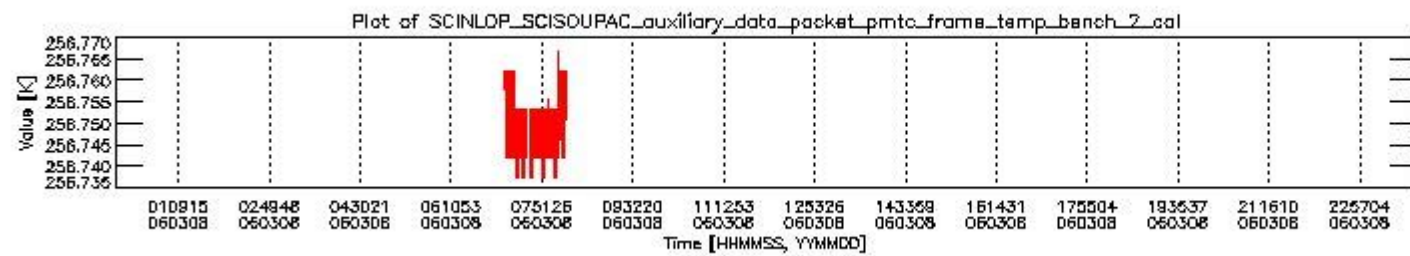 Plot of SCINLOP_SCISOUPAC_auxiliary_data_packet_pmtc_frame_temp_bench_2_cal
256.770
256.765
256.760
256.755
256.750
256.745
256.740
256.735
Value [K]
010915 024948 043021 061053 075126 093220 111253 125326 143359 161431 175504 193537 211610 225704
060308 060308 060308 060308 060308 060308 060308 060308 060308 060308 060308 060308 060308 060308
Time [HHMMSS, YYMMDD]